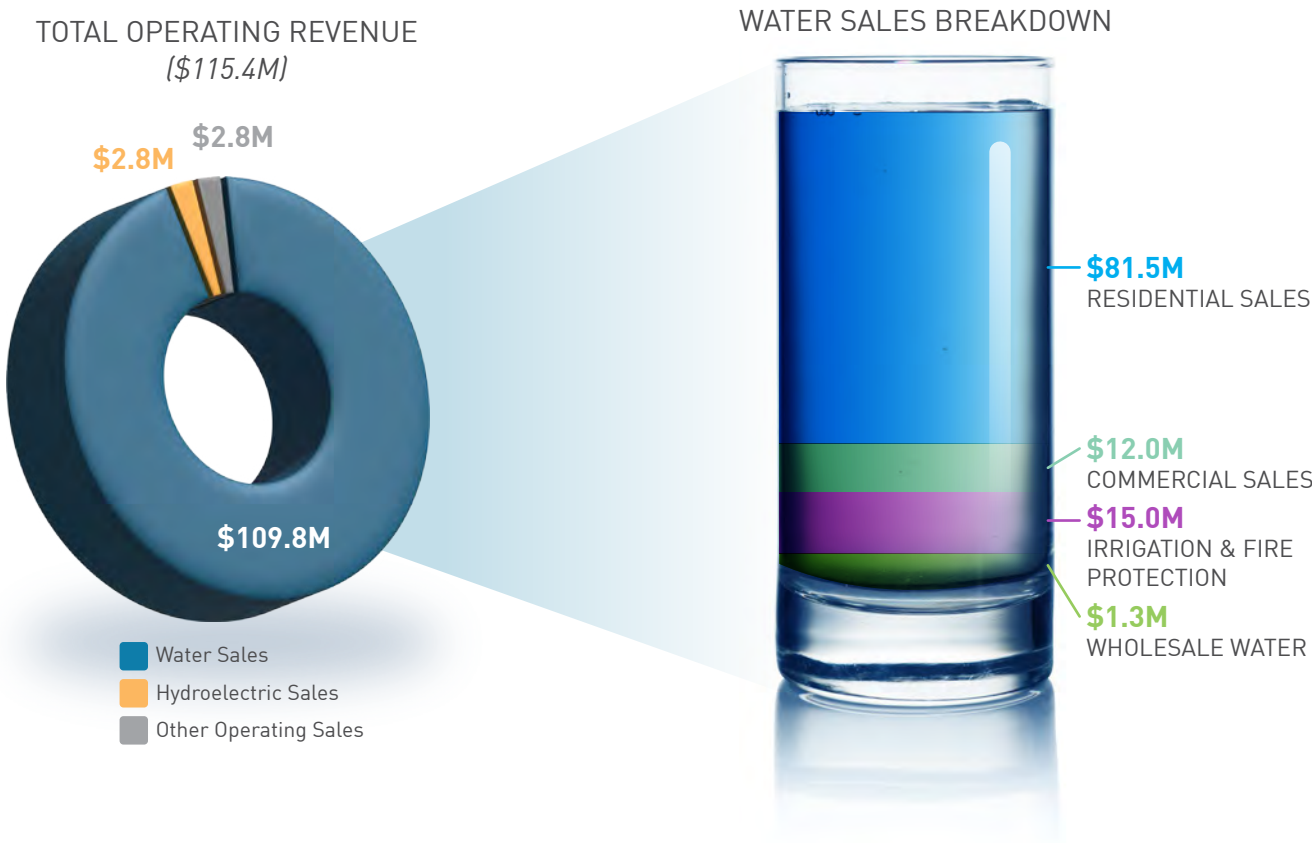 TOTAL OPERATING REVENUE
($115.4M)
$2.8M
$2.8M
$109.8M
Water Sales
Hydroelectric Sales
Other Operating Sales
WATER SALES BREAKDOWN
$81.5M
RESIDENTIAL SALES
$12.0M
COMMERCIAL SALES
$15.0M
IRRIGATION & FIRE
PROTECTION
$1.3M
WHOLESALE WATER